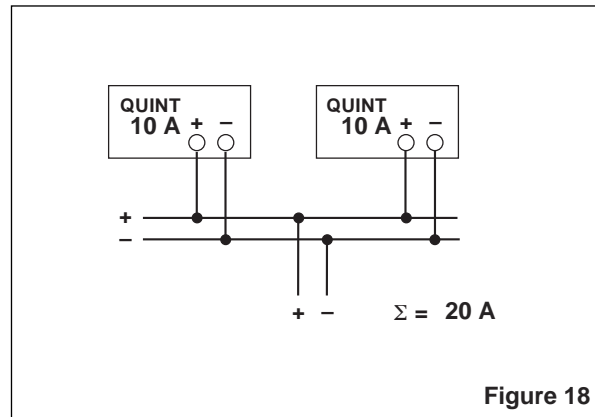 QUINT
10 A + −
QUINT
10 A + −
+
−
+ − Σ = 20 A
Figure 18